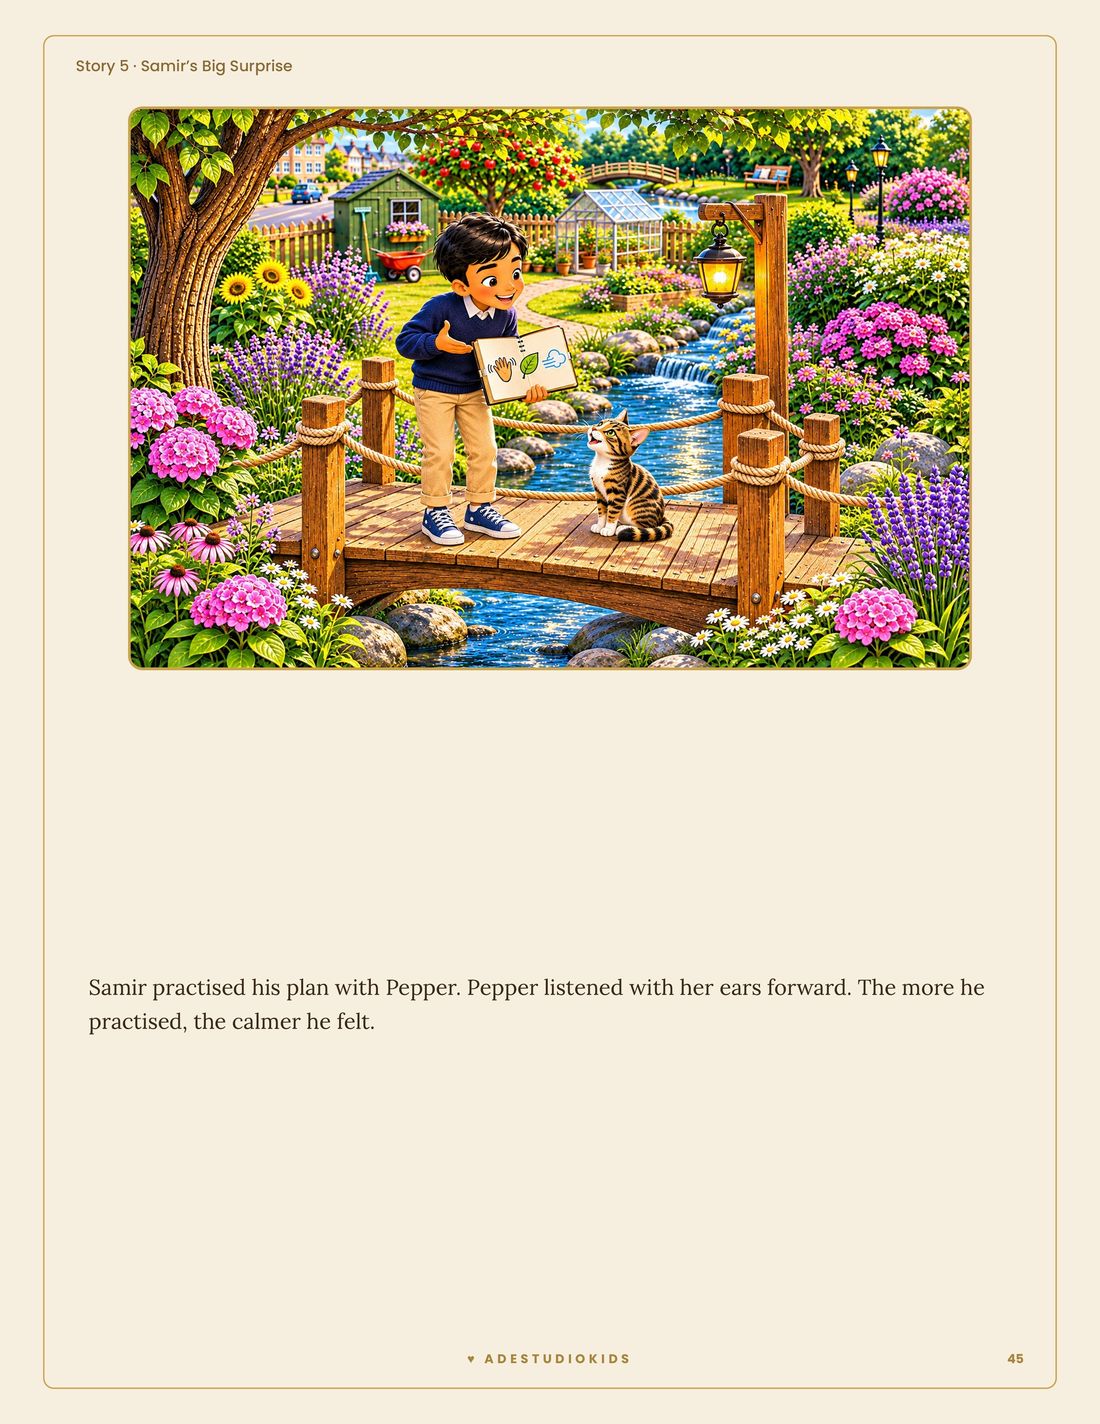 Story 5 · Samir’s Big Surprise
Samir practised his plan with Pepper. Pepper listened with her ears forward. The more he
practised, the calmer he felt.
♥ ADESTUDIOKIDS
45